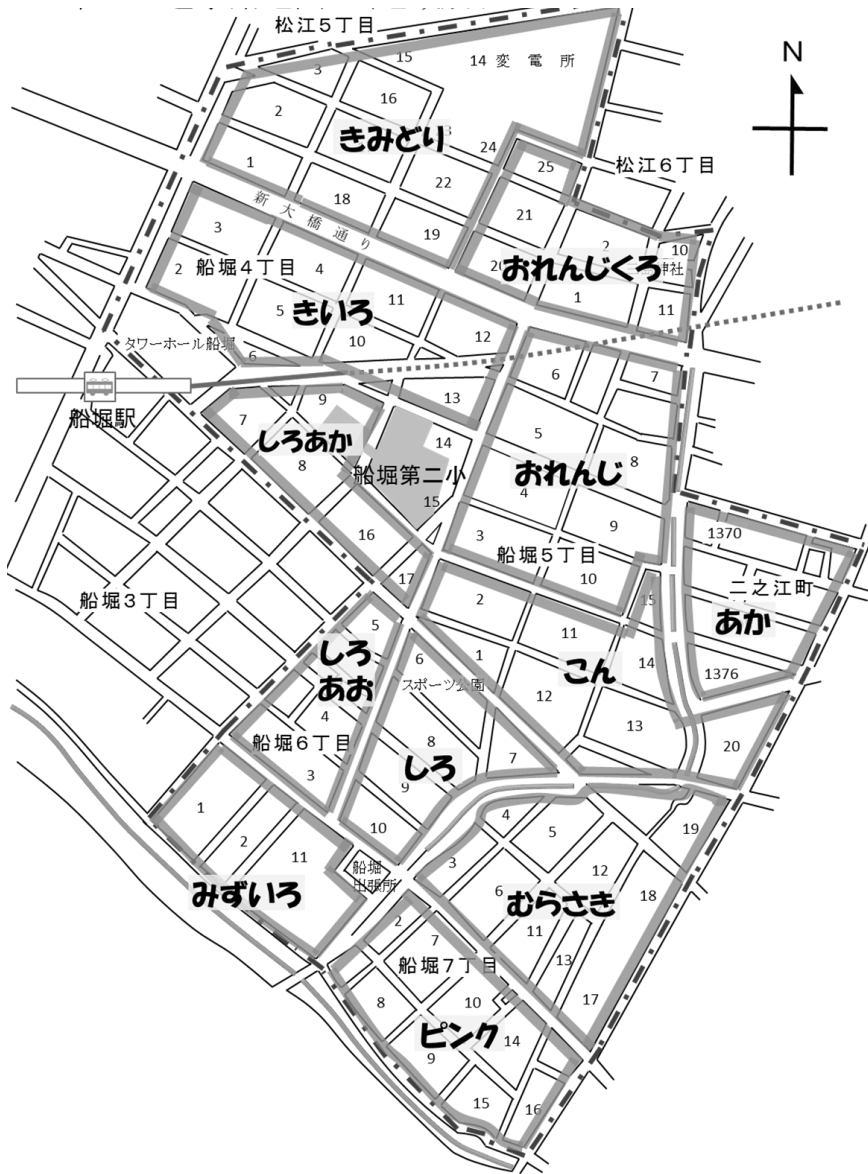 松江5丁目
3
15
14
変電所
N
2
16
きみどり
1
24
25
松江6丁目
22
18
21
19
新大橋通り
3
2
10
神社
おれんじくろ
船堀4丁目
4
2
20
1
11
11
きいろ
5
10
12
タワーホール船堀
6
6
7
船堀駅
13
9
7
しろあか
14
5
8
船堀第二小
おれんじ
8
15
4
9
3
16
船堀5丁目
1370
17
10
船堀3丁目
2
15
二之江町
11
あか
5
しろ
あお
6
1
こん
14
スポーツ公園
1376
12
4
13
船堀6丁目
8
20
しろ
7
3
9
1
4
10
5
19
2
11
船堀
出張所
3
12
みずいろ
6
むらさき
18
2
11
7
船堀7丁目
13
8
10
17
ピンク
14
9
15
16